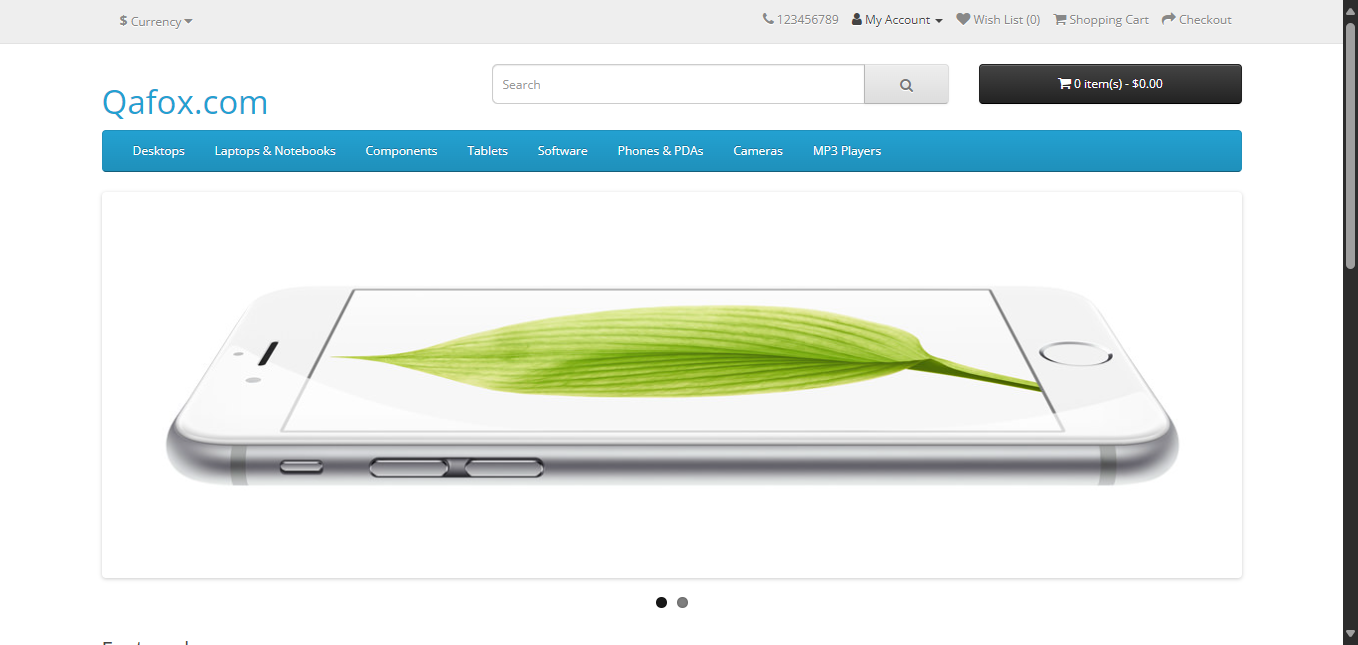 $ Currency
123456789 My Account Wish List (0) Shopping Cart Checkout
Qafox.com
Search
0 item(s) - $0.00
Desktops Laptops & Notebooks Components Tablets Software Phones & PDAs Cameras MP3 Players